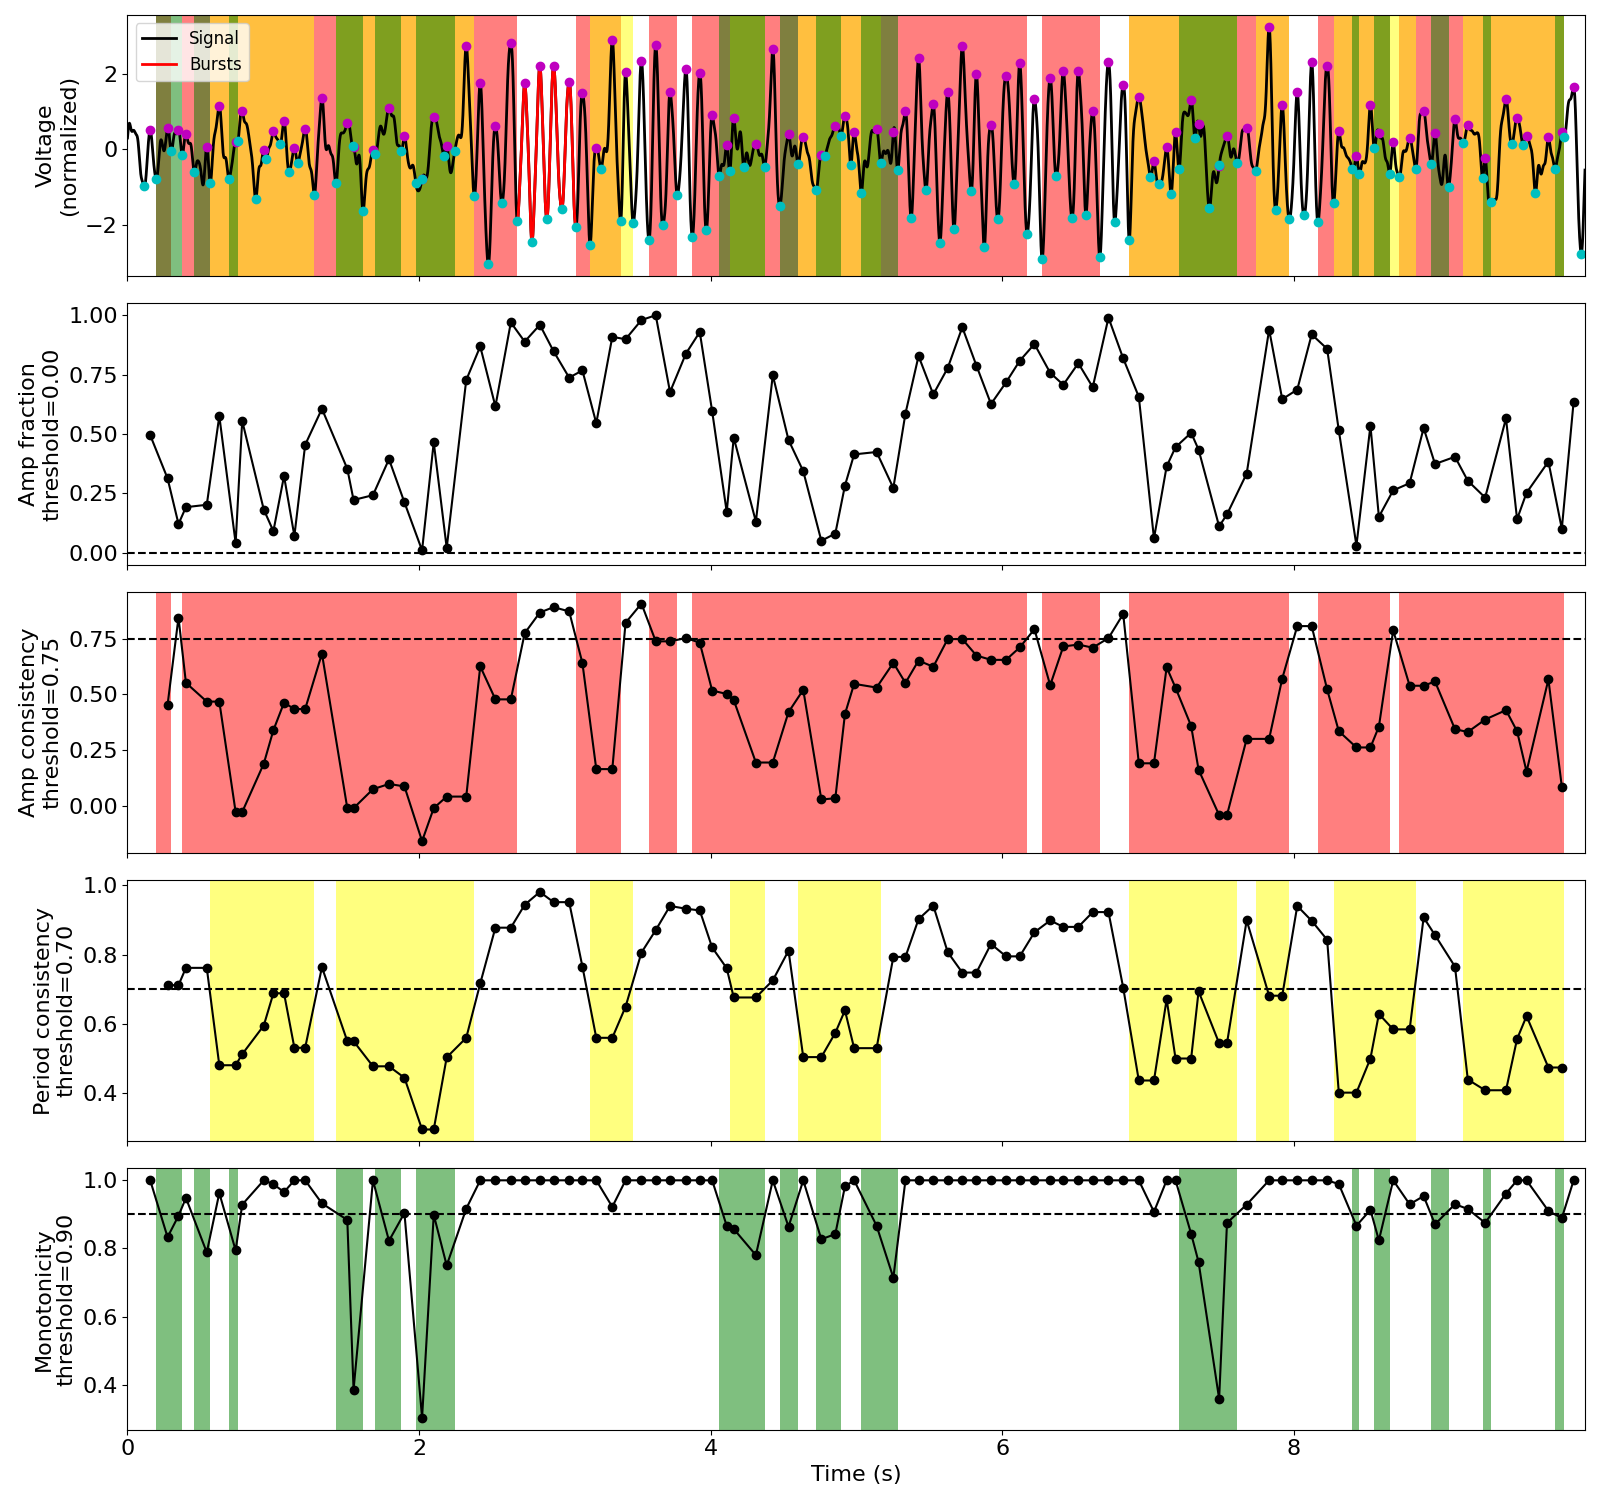 Voltage
(normalized)
2
0
−2
Signal
Bursts
Amp fraction
threshold=0.00
1.00
0.75
0.50
0.25
0.00
Amp consistency
threshold=0.75
0.75
0.50
0.25
0.00
Period consistency
threshold=0.70
1.0
0.8
0.6
0.4
Monotonicity
threshold=0.90
1.0
0.8
0.6
0.4
0 2 4 6 8
Time (s)